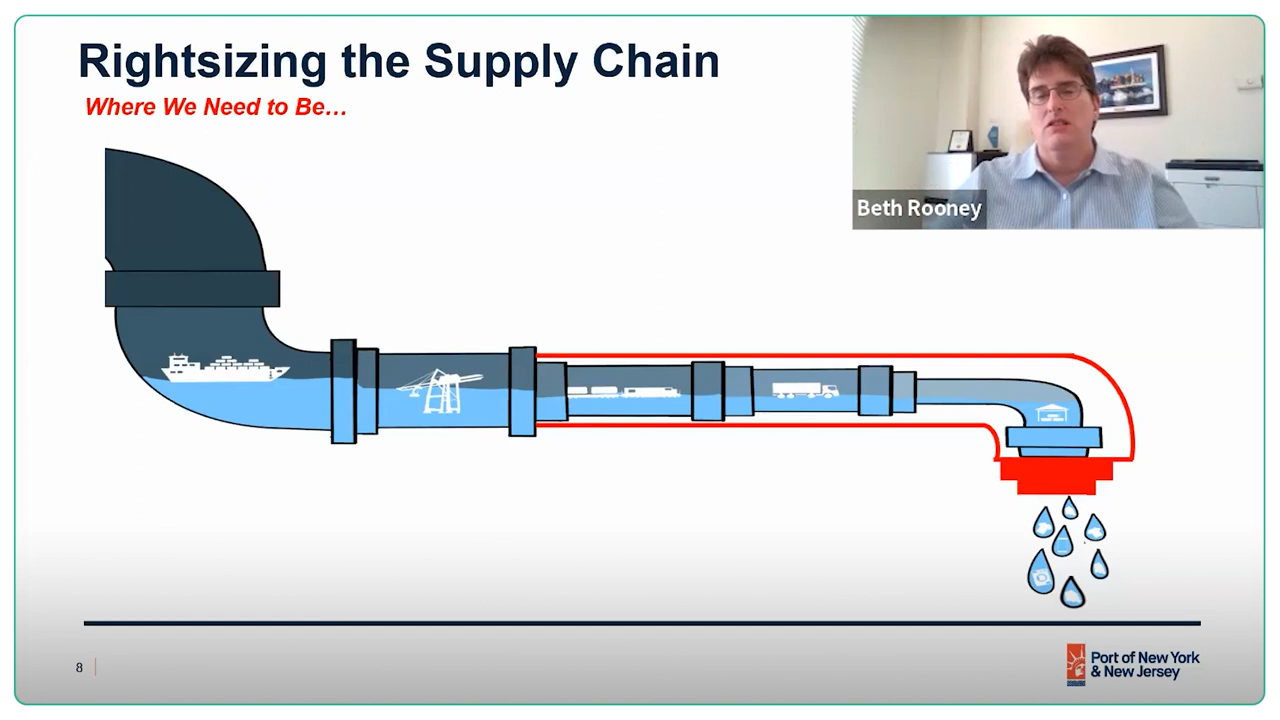 Rightsizing the Supply Chain
Where We Need to Be…
Beth Rooney
8
Port of New York
& New Jersey